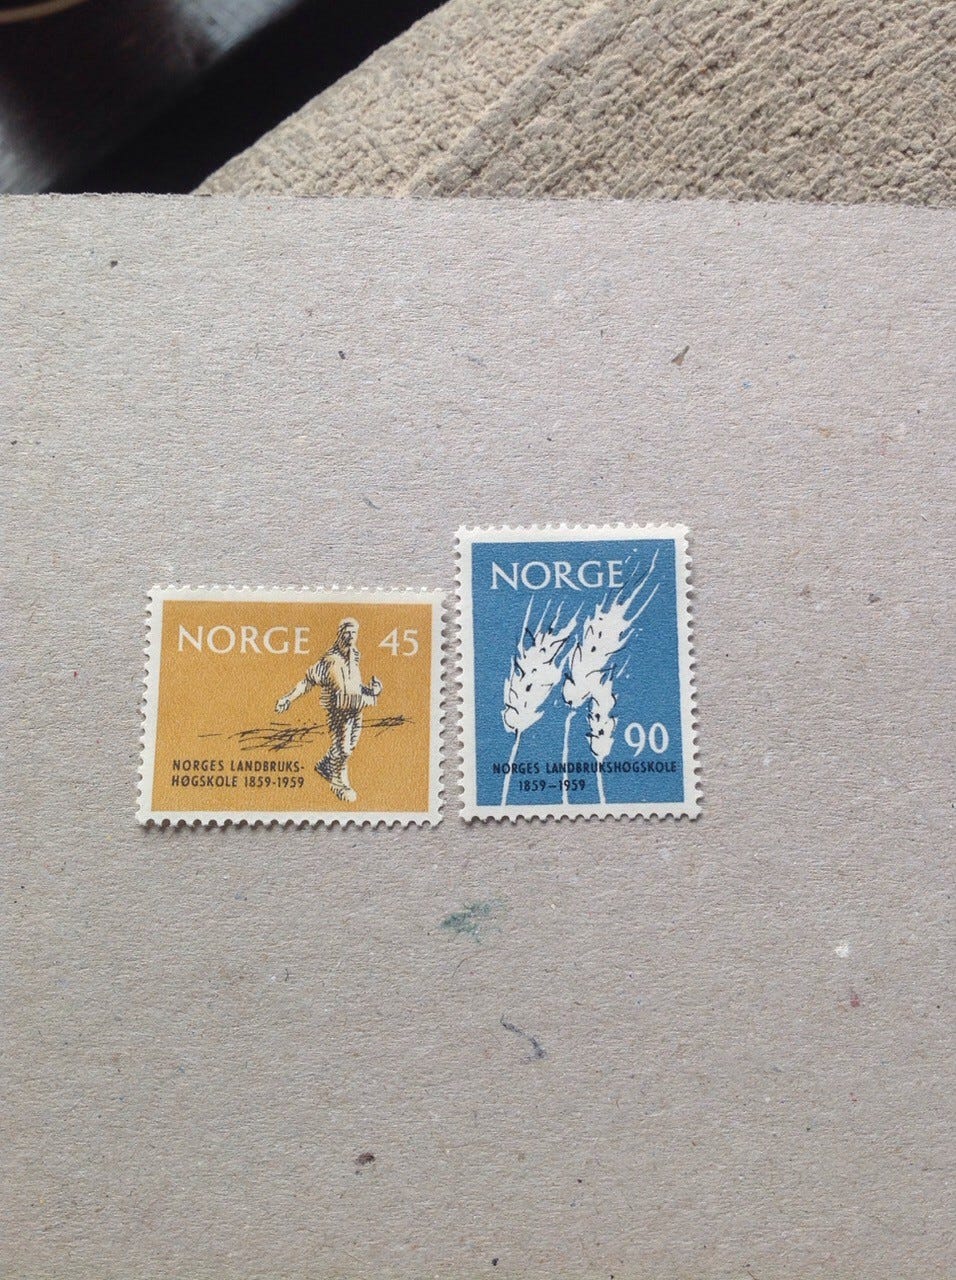 NORGE 45
NORGES LANDBRUKS-
HØGSKOLE 1859-1959
NORGE
90
NORGES LANDBRUKSHØGSKOLE
1859–1959